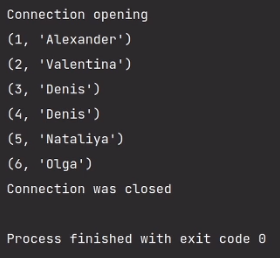 Connection opening
(1, 'Alexander')
(2, 'Valentina')
(3, 'Denis')
(4, 'Denis')
(5, 'Nataliya')
(6, 'Olga')
Connection was closed
Process finished with exit code 0